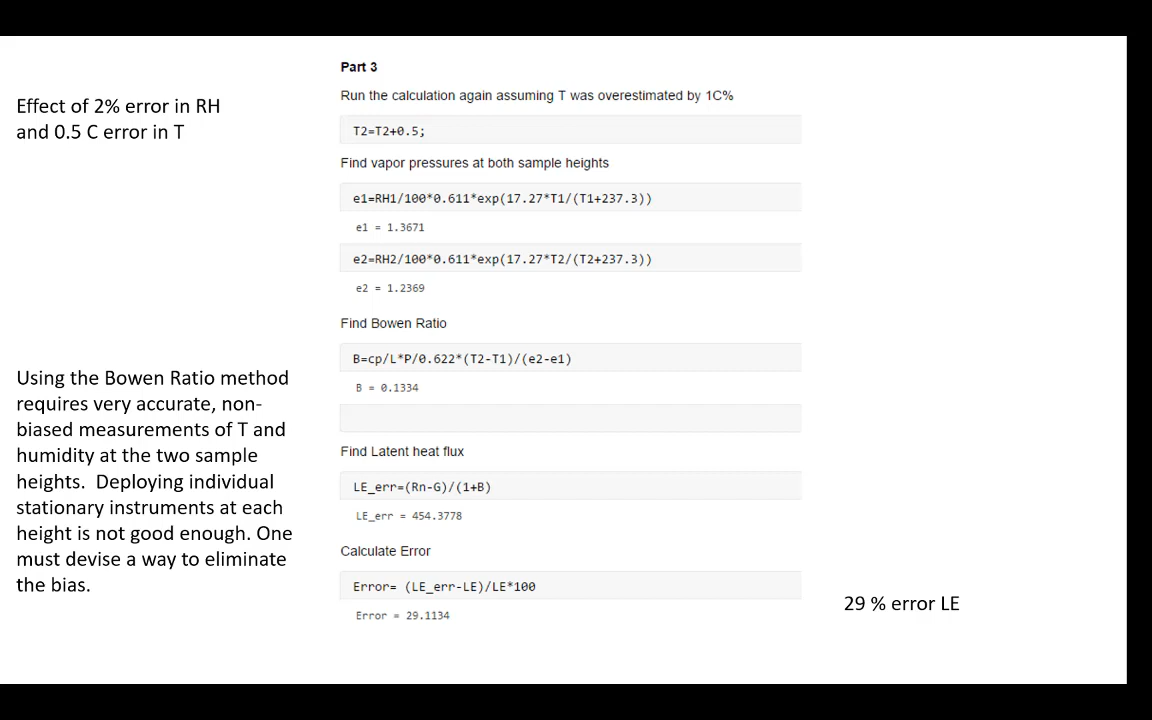 Effect of 2% error in RH
and 0.5 C error in T
Part 3
Run the calculation again assuming T was overestimated by 1C%
T2=T2+0.5;
Find vapor pressures at both sample heights
e1=RH1/100*0.611*exp(17.27*T1/(T1+237.3))
e1 = 1.3671
e2=RH2/100*0.611*exp(17.27*T2/(T2+237.3))
e2 = 1.2369
Find Bowen Ratio
B=cp/L*P/0.622*(T2-T1)/(e2-e1)
B = 0.1334
Find Latent heat flux
LE_err=(Rn-G)/(1+B)
LE_err = 454.3778
Calculate Error
Error= (LE_err-LE)/LE*100
Error = 29.1134
Using the Bowen Ratio method
requires very accurate, non-
biased measurements of T and
humidity at the two sample
heights.  Deploying individual
stationary instruments at each
height is not good enough. One
must devise a way to eliminate
the bias.
29 % error LE